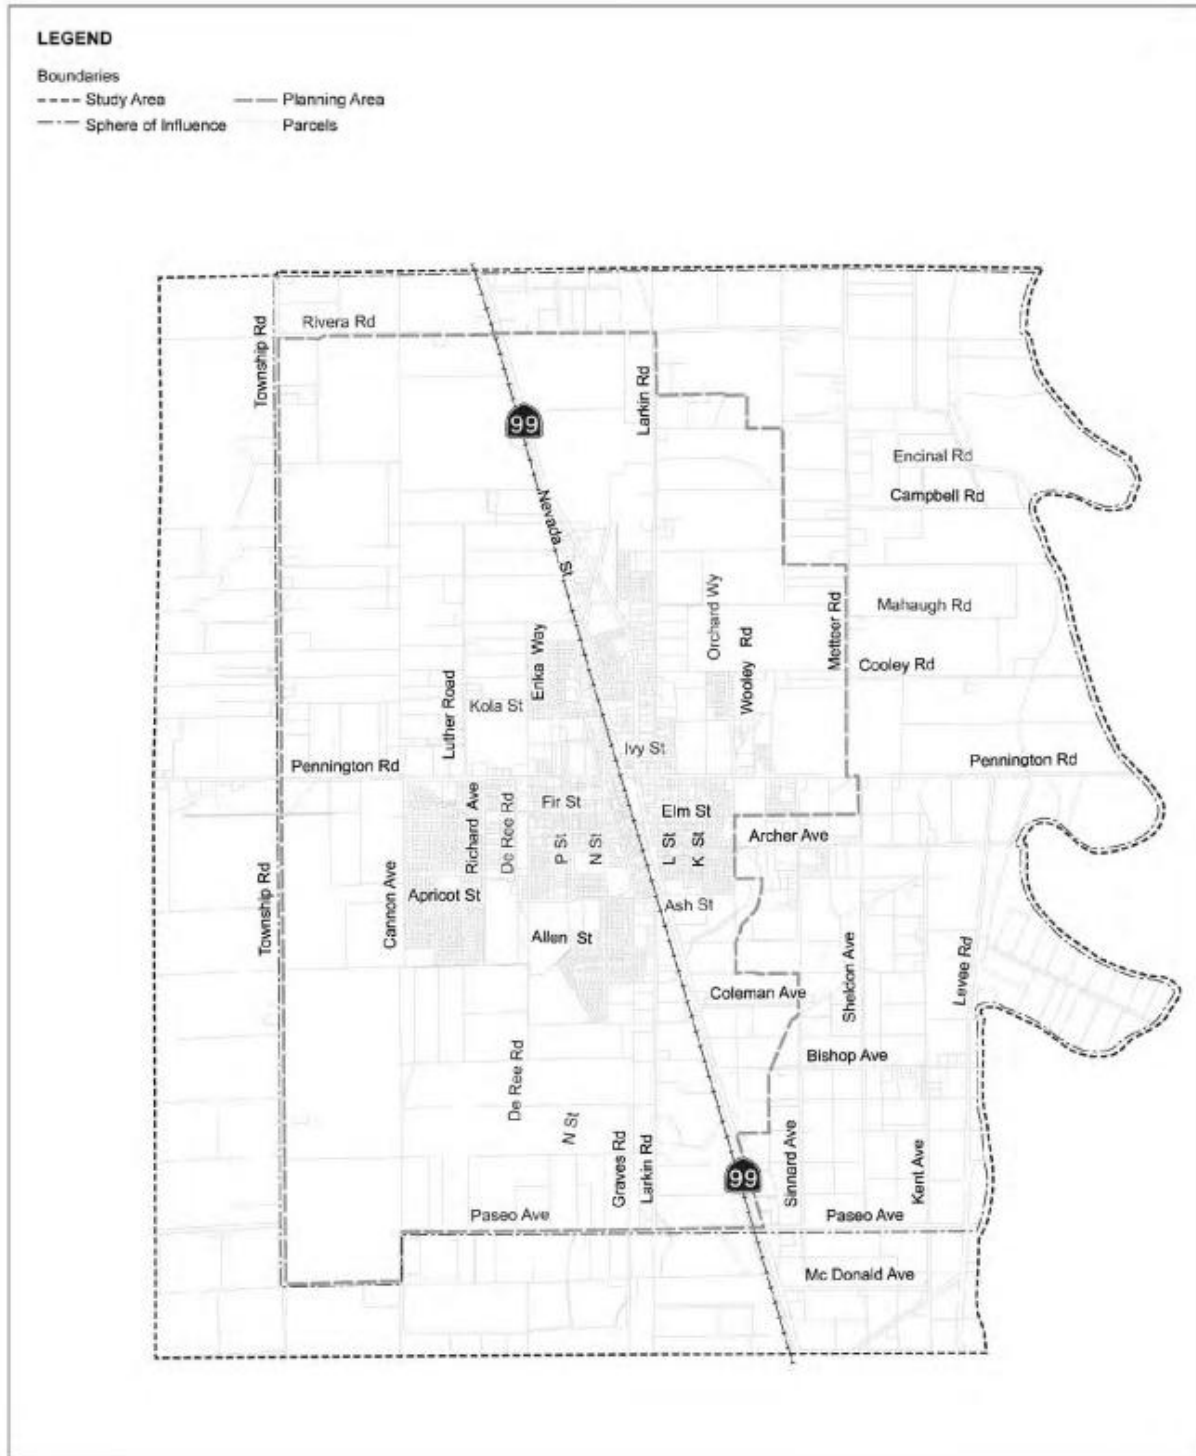 LEGEND
Boundaries
Study Area
Planning Area
Sphere of Influence
Parcels
Rivera Rd
Township Rd
Larkin Rd
99
Encinal Rd
Campbell Rd
Nevada St
Orchard Wy
Mahaugh Rd
Metteer Rd
Erika Way
Wooley Rd
Cooley Rd
Luther Road
Kola St
Ivy St
Pennington Rd
Pennington Rd
Richard Ave
De Ree Rd
Fir St
Elm St
P St
N St
L St
K St
Archer Ave
Township Rd
Cannon Ave
Apricot St
Ash St
Allen St
Sheldon Ave
Levee Rd
Coleman Ave
Bishop Ave
De Ree Rd
N St
Graves Rd
Larkin Rd
99
Sinnard Ave
Kent Ave
Paseo Ave
Paseo Ave
Mc Donald Ave